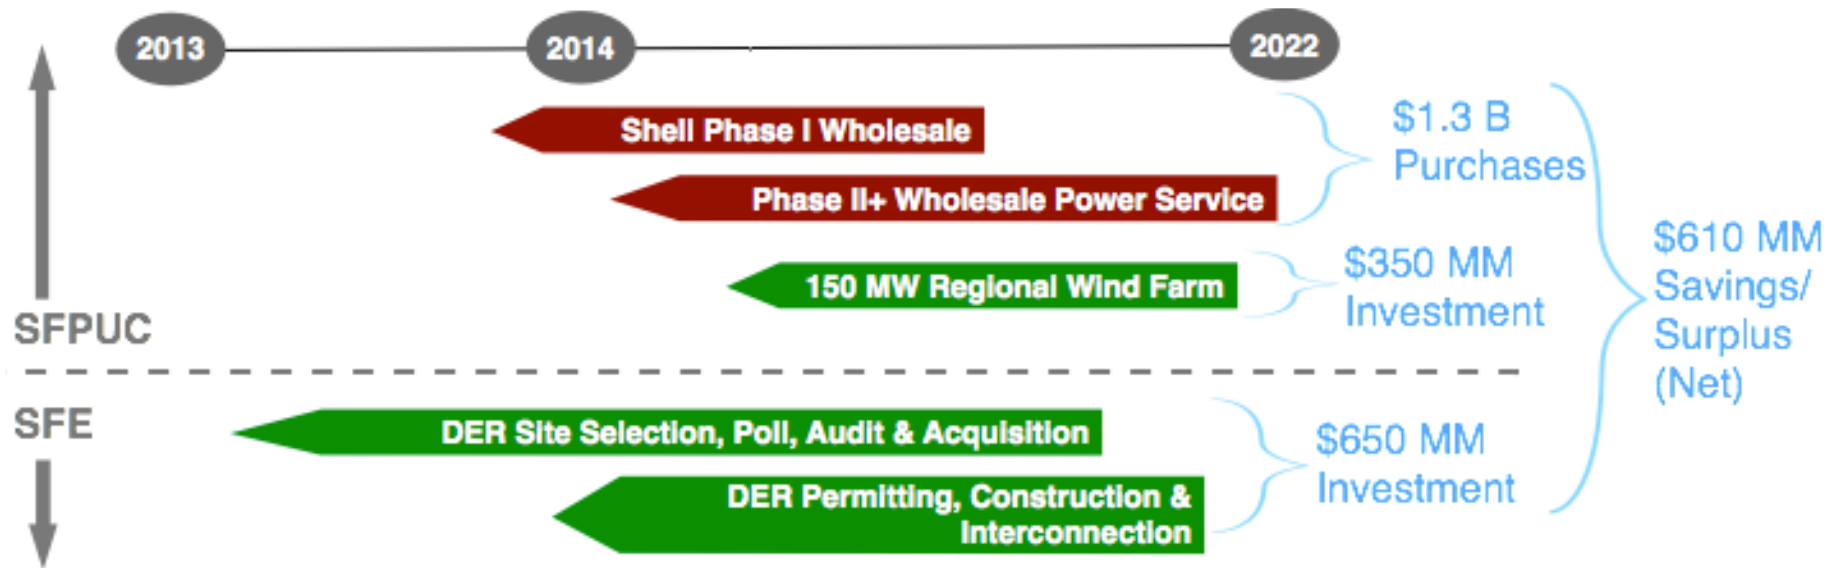 2013
2014
2022
Shell Phase I Wholesale
$1.3 B
Purchases
Phase II+ Wholesale Power Service
150 MW Regional Wind Farm
$350 MM
Investment
$610 MM
Savings/
Surplus
(Net)
SFPUC
SFE
DER Site Selection, Poll, Audit & Acquisition
$650 MM
Investment
DER Permitting, Construction &
Interconnection